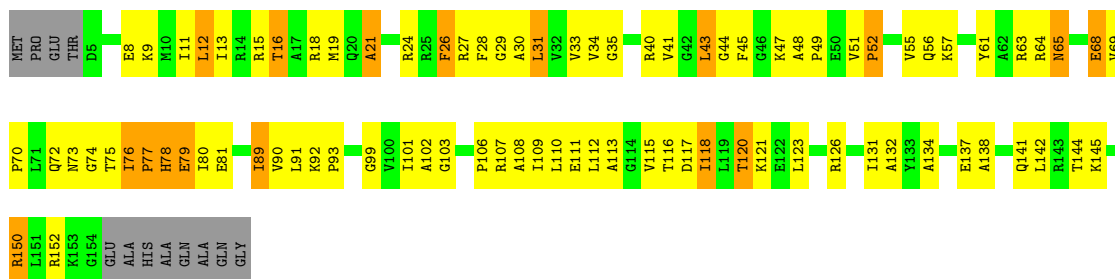 MET PRO GLU THR D5 E8 K9 M10 I11 L12 I13 R14 R15 T16 A17 R18 M19 Q20 A21 R24 R25 F26 R27 F28 G29 A30 L31 V32 V33 V34 G35 R40 V41 G42 L43 G44 F45 G46 K47 A48 P49 E50 V51 P52 V55 Q56 K57 Y61 A62 R63 R64 N65 E68 V69
P70 L71 Q72 N73 G74 T75 I76 P77 H78 E79 I80 E81 I89 V90 L91 K92 P93 G99 V100 I101 A102 G103 P106 R107 A108 I109 L110 E111 L112 A113 G114 V115 T116 D117 I118 L119 T120 K121 E122 L123 R126 I131 A132 Y133 A134 E137 A138 Q141 L142 R143 T144 K145
R150 L151 R152 K153 G154 GLU ALA HIS ALA GLN ALA GLN GLY